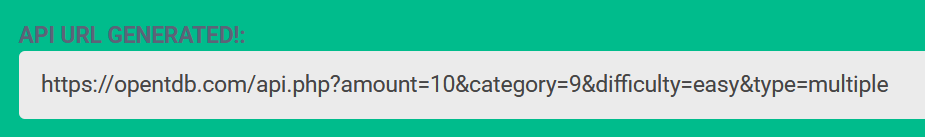 API URL GENERATED!:
https://opentdb.com/api.php?amount=10&category=9&difficulty=easy&type=multiple